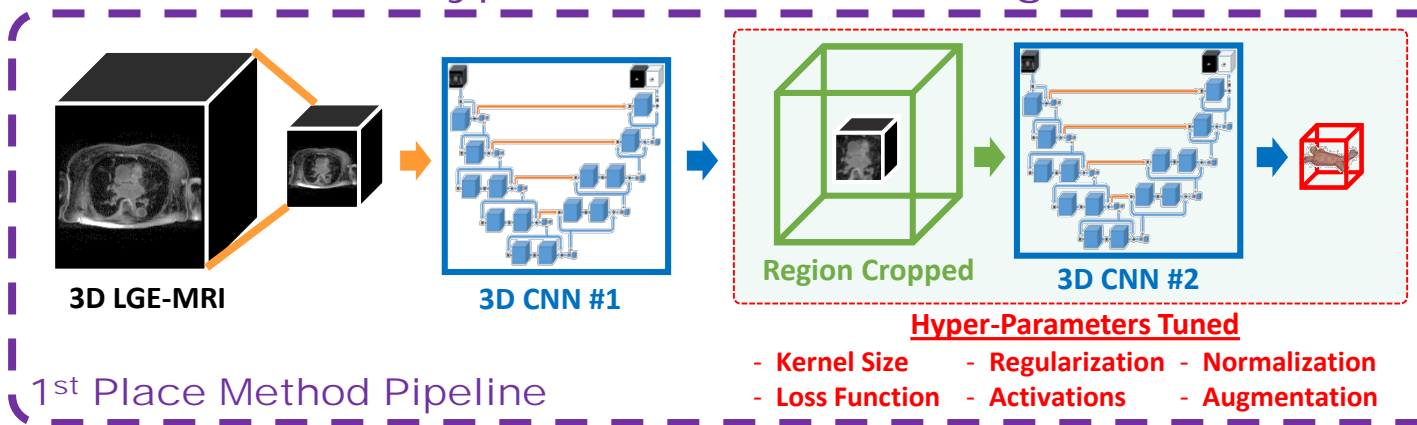 3D LGE-MRI
3D CNN #1
Region Cropped
3D CNN #2
Hyper-Parameters Tuned
- Kernel Size - Regularization - Normalization
- Loss Function - Activations - Augmentation
1st Place Method Pipeline